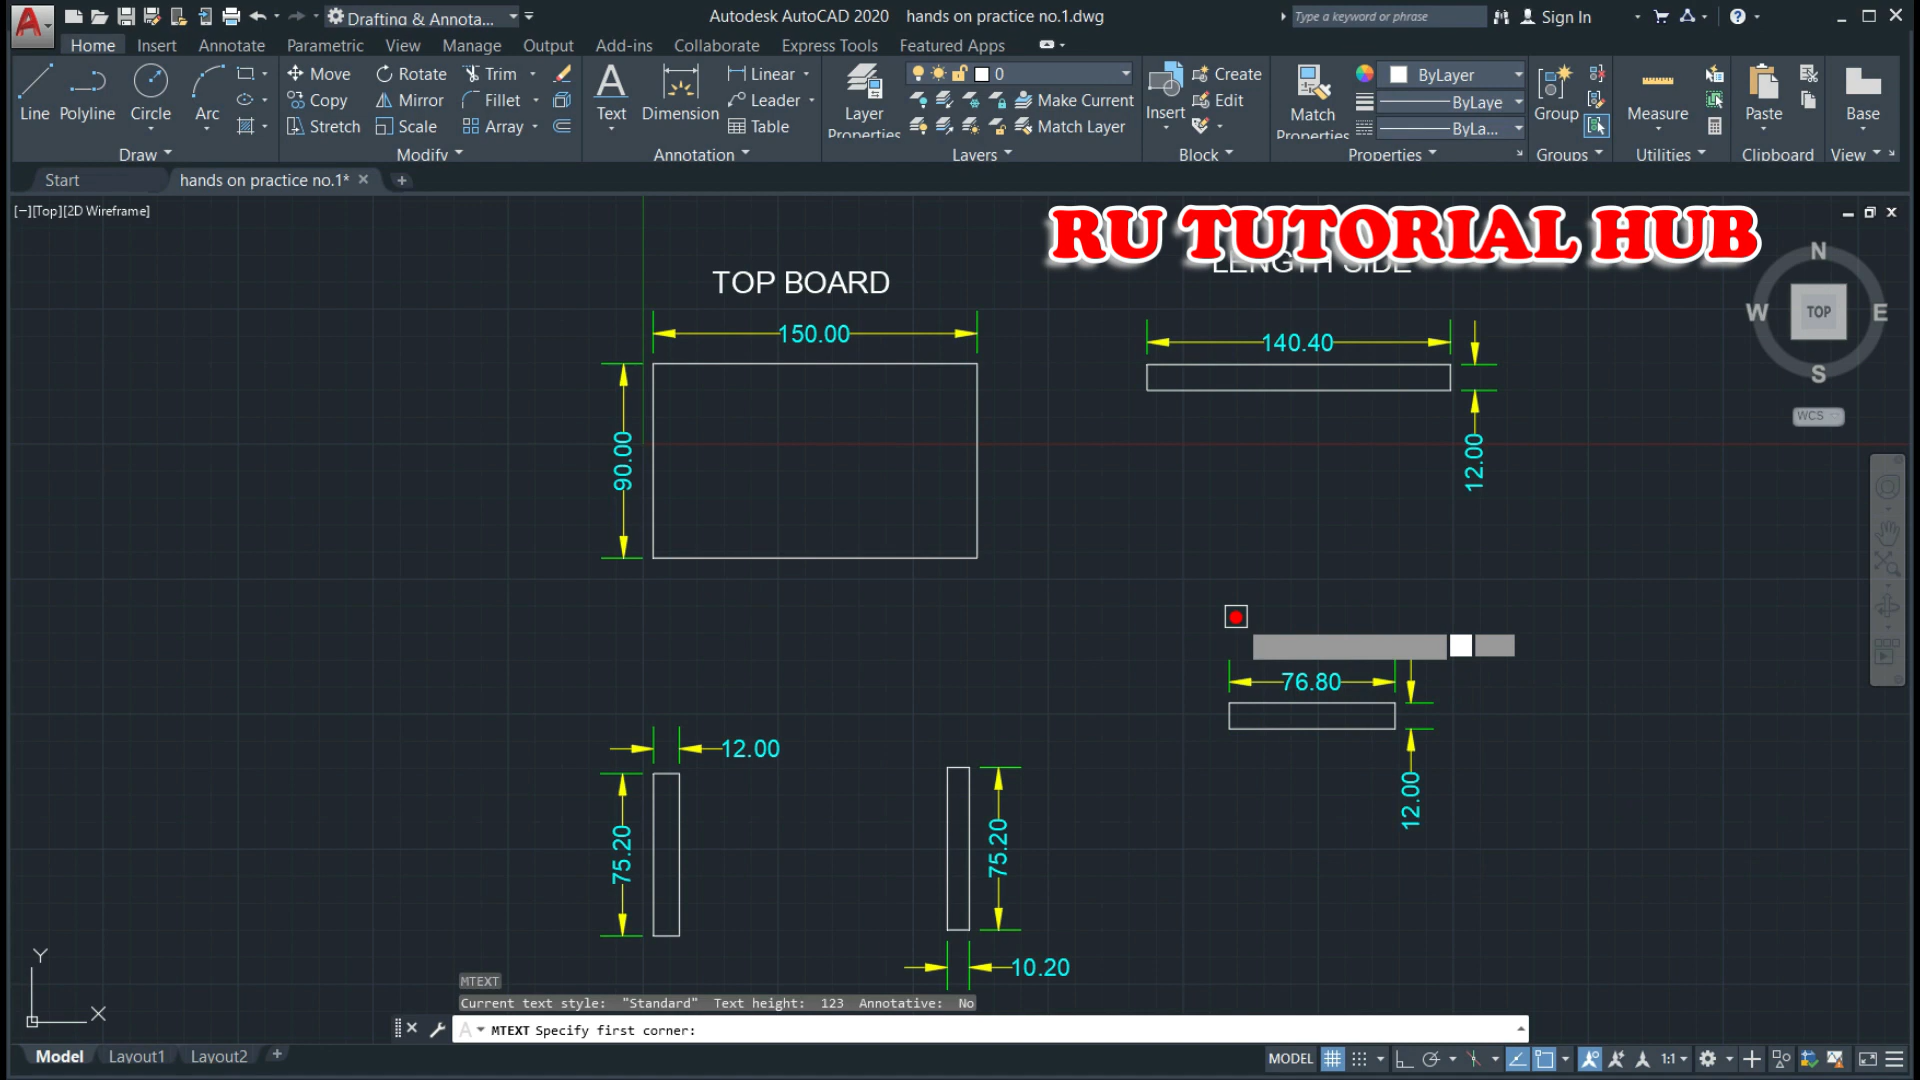 Drafting & Annota...
Autodesk AutoCAD 2020 hands on practice no.1.dwg
Type a keyword or phrase
Sign In
Home Insert Annotate Parametric View Manage Output Add-ins Collaborate Express Tools Featured Apps
Line Polyline Circle Arc
Move Rotate Trim
Copy Mirror Fillet
Stretch Scale Array
Text Dimension
Linear
Leader
Table
Layer Properties
0
Make Current
Match Layer
Insert
Create
Edit
Match Properties
ByLayer
ByLaye
ByLa...
Group
Measure
Paste
Base
Draw Modify Annotation Layers Block Properties Groups Utilities Clipboard View
Start hands on practice no.1*
[−][Top][2D Wireframe]
RU TUTORIAL HUB
LENGTH SIDE
TOP BOARD
N
W TOP E
S
WCS
150.00
90.00
140.40
12.00
76.80
12.00
12.00
75.20
75.20
10.20
Y
X
MTEXT
Current text style: "Standard" Text height: 123 Annotative: No
MTEXT Specify first corner:
Model Layout1 Layout2
MODEL
1:1